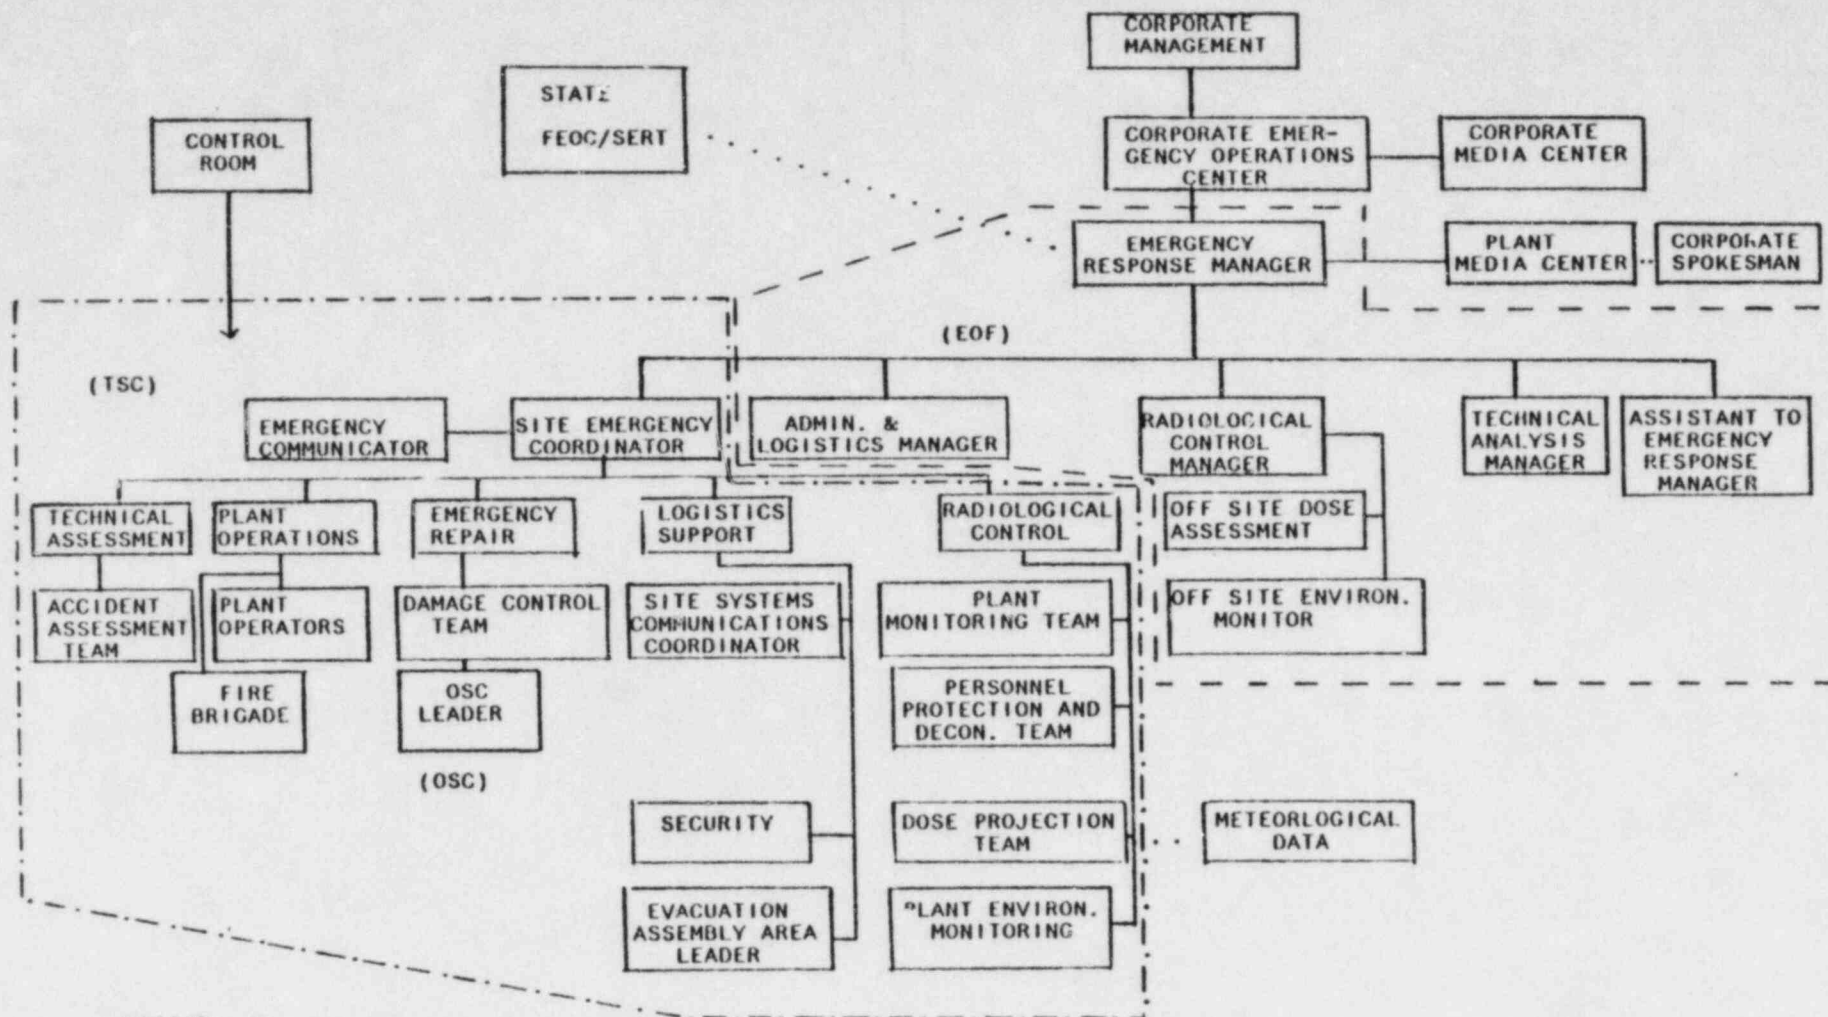 CORPORATE
MANAGEMENT
STATE
FEOC/SERT
CONTROL
ROOM
CORPORATE EMER-
GENCY OPERATIONS
CENTER
CORPORATE
MEDIA CENTER
EMERGENCY
RESPONSE MANAGER
PLANT
MEDIA CENTER
CORPORATE
SPOKESMAN
(EOF)
(TSC)
EMERGENCY
COMMUNICATOR
SITE EMERGENCY
COORDINATOR
ADMIN. &
LOGISTICS MANAGER
RADIOLOGICAL
CONTROL
MANAGER
TECHNICAL
ANALYSIS
MANAGER
ASSISTANT TO
EMERGENCY
RESPONSE
MANAGER
TECHNICAL
ASSESSMENT
PLANT
OPERATIONS
EMERGENCY
REPAIR
LOGISTICS
SUPPORT
RADIOLOGICAL
CONTROL
OFF SITE DOSE
ASSESSMENT
ACCIDENT
ASSESSMENT
TEAM
PLANT
OPERATORS
DAMAGE CONTROL
TEAM
SITE SYSTEMS
COMMUNICATIONS
COORDINATOR
PLANT
MONITORING TEAM
OFF SITE ENVIRON.
MONITOR
FIRE
BRIGADE
OSC
LEADER
PERSONNEL
PROTECTION AND
DECON. TEAM
(OSC)
SECURITY
DOSE PROJECTION
TEAM
METEORLOGICAL
DATA
EVACUATION
ASSEMBLY AREA
LEADER
PLANT ENVIRON.
MONITORING